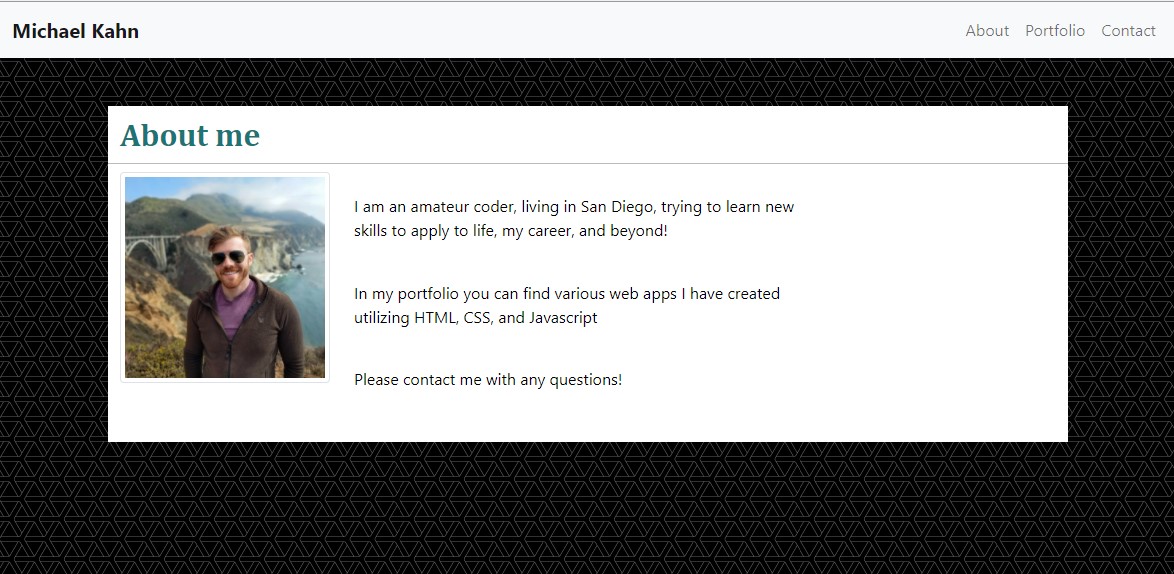 Michael Kahn
About Portfolio Contact
About me
I am an amateur coder, living in San Diego, trying to learn new
skills to apply to life, my career, and beyond!
In my portfolio you can find various web apps I have created
utilizing HTML, CSS, and Javascript
Please contact me with any questions!